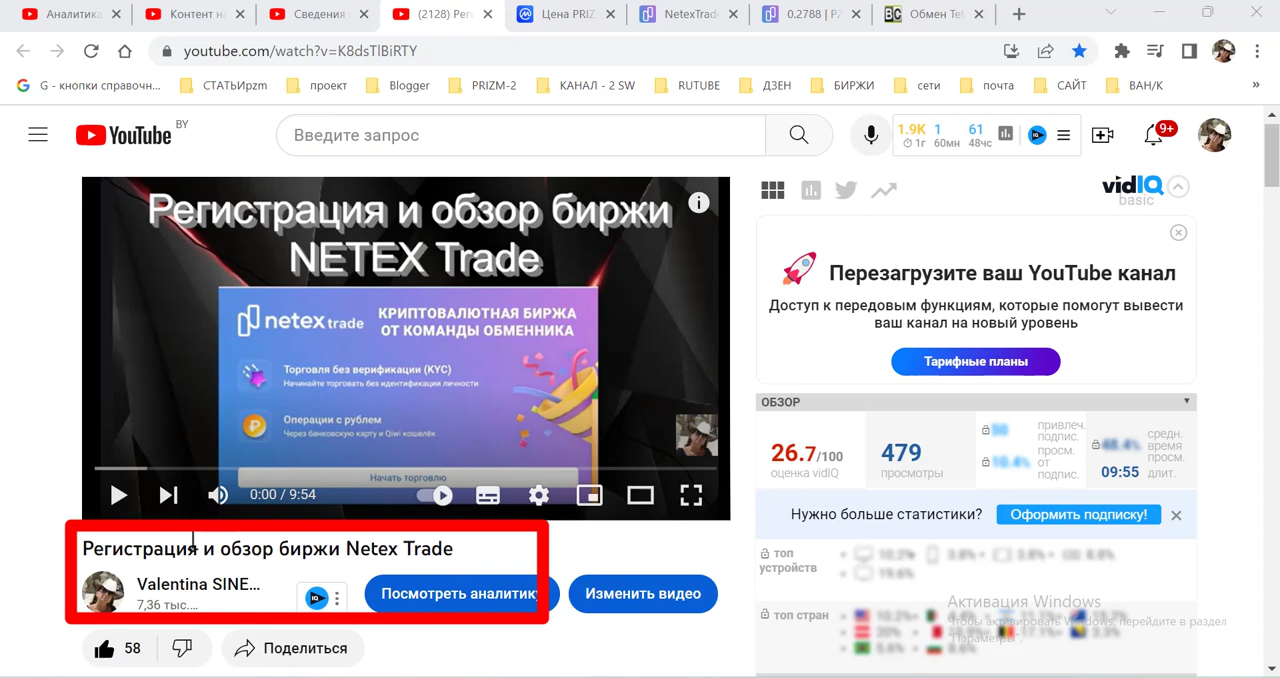 Аналитика
Контент на
Сведения
(2128) Рег
Цена PRIZ
NetexTrade
0.2788 | PZ
Обмен Tet
youtube.com/watch?v=K8dsTlBiRTY
G - кнопки справочн...
СТАТЬИpzm
проект
Blogger
PRIZM-2
КАНАЛ - 2 SW
RUTUBE
ДЗЕН
БИРЖИ
сети
почта
САЙТ
ВАН/К
»
YouTube BY
Введите запрос
1.9K 1 61
1г 60мн 48чс
9+
Регистрация и обзор биржи
NETEX Trade
netex trade
КРИПТОВАЛЮТНАЯ БИРЖА
ОТ КОМАНДЫ ОБМЕННИКА
Торговля без верификации (KYC)
Начинайте торговать без идентификации личности
Операции с рублем
Через банковскую карту и Qiwi кошелёк
Начать торговлю
0:00 / 9:54
Регистрация и обзор биржи Netex Trade
Valentina SINE...
7,36 тыс....
Посмотреть аналитику
Изменить видео
58
Поделиться
vidIQ
basic
Перезагрузите ваш YouTube канал
Доступ к передовым функциям, которые помогут вывести
ваш канал на новый уровень
Тарифные планы
ОБЗОР
26.7/100
оценка vidIQ
479
просмотры
привлеч.
подпис.
просм.
от
подпис.
средн.
время
просм.
09:55 длит.
Нужно больше статистики?
Оформить подписку!
топ
устройств
топ стран
Активация Windows
Чтобы активировать Windows, перейдите в раздел
"Параметры".